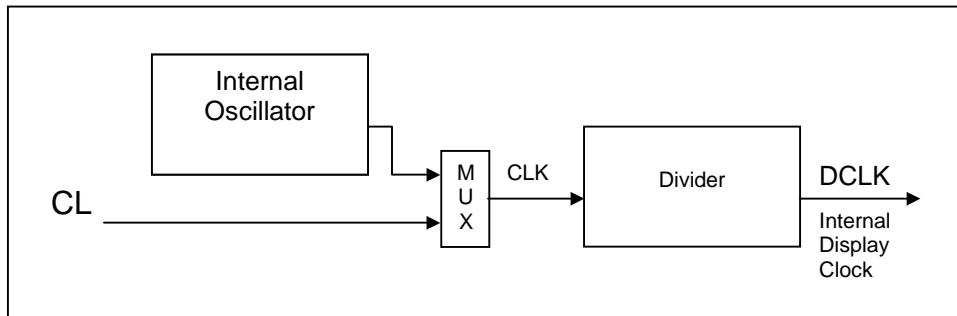 Internal
Oscillator
CL
M
U
X
CLK
Divider
DCLK
Internal
Display
Clock